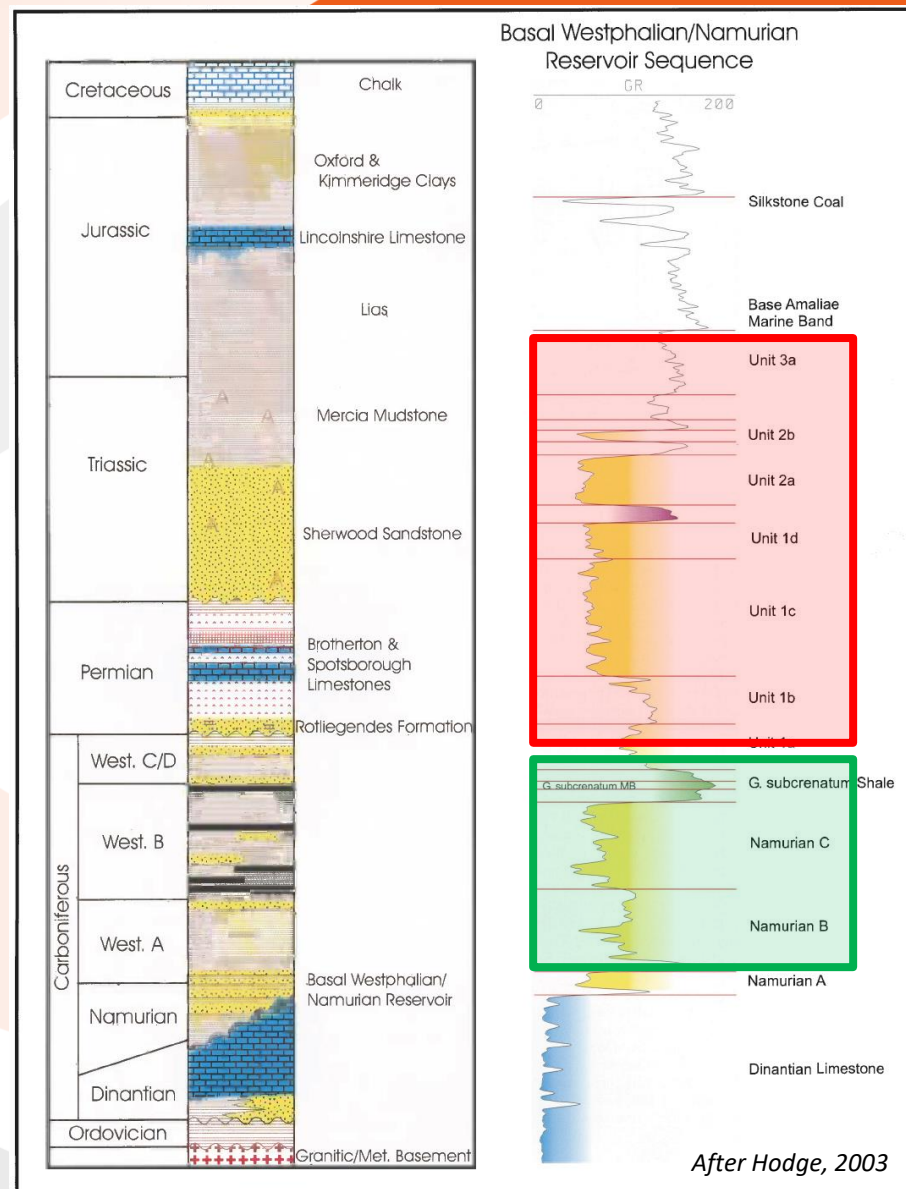 Basal Westphalian/Namurian
Reservoir Sequence
GR
0 200
Cretaceous
Jurassic
Triassic
Permian
Carboniferous
West. C/D
West. B
West. A
Namurian
Dinantian
Ordovician
Chalk
Oxford &
Kimmeridge Clays
Lincolnshire Limestone
Lias
Mercia Mudstone
Sherwood Sandstone
Brotherton &
Spotsborough
Limestones
Rotliegendes Formation
Basal Westphalian/
Namurian Reservoir
Granitic/Met. Basement
A
A
A
A
A
A
Silkstone Coal
Base Amaliae
Marine Band
Unit 3a
Unit 2b
Unit 2a
Unit 1d
Unit 1c
Unit 1b
Unit 1a
G. subcrenatum MB
G. subcrenatum Shale
Namurian C
Namurian B
Namurian A
Dinantian Limestone
After Hodge, 2003